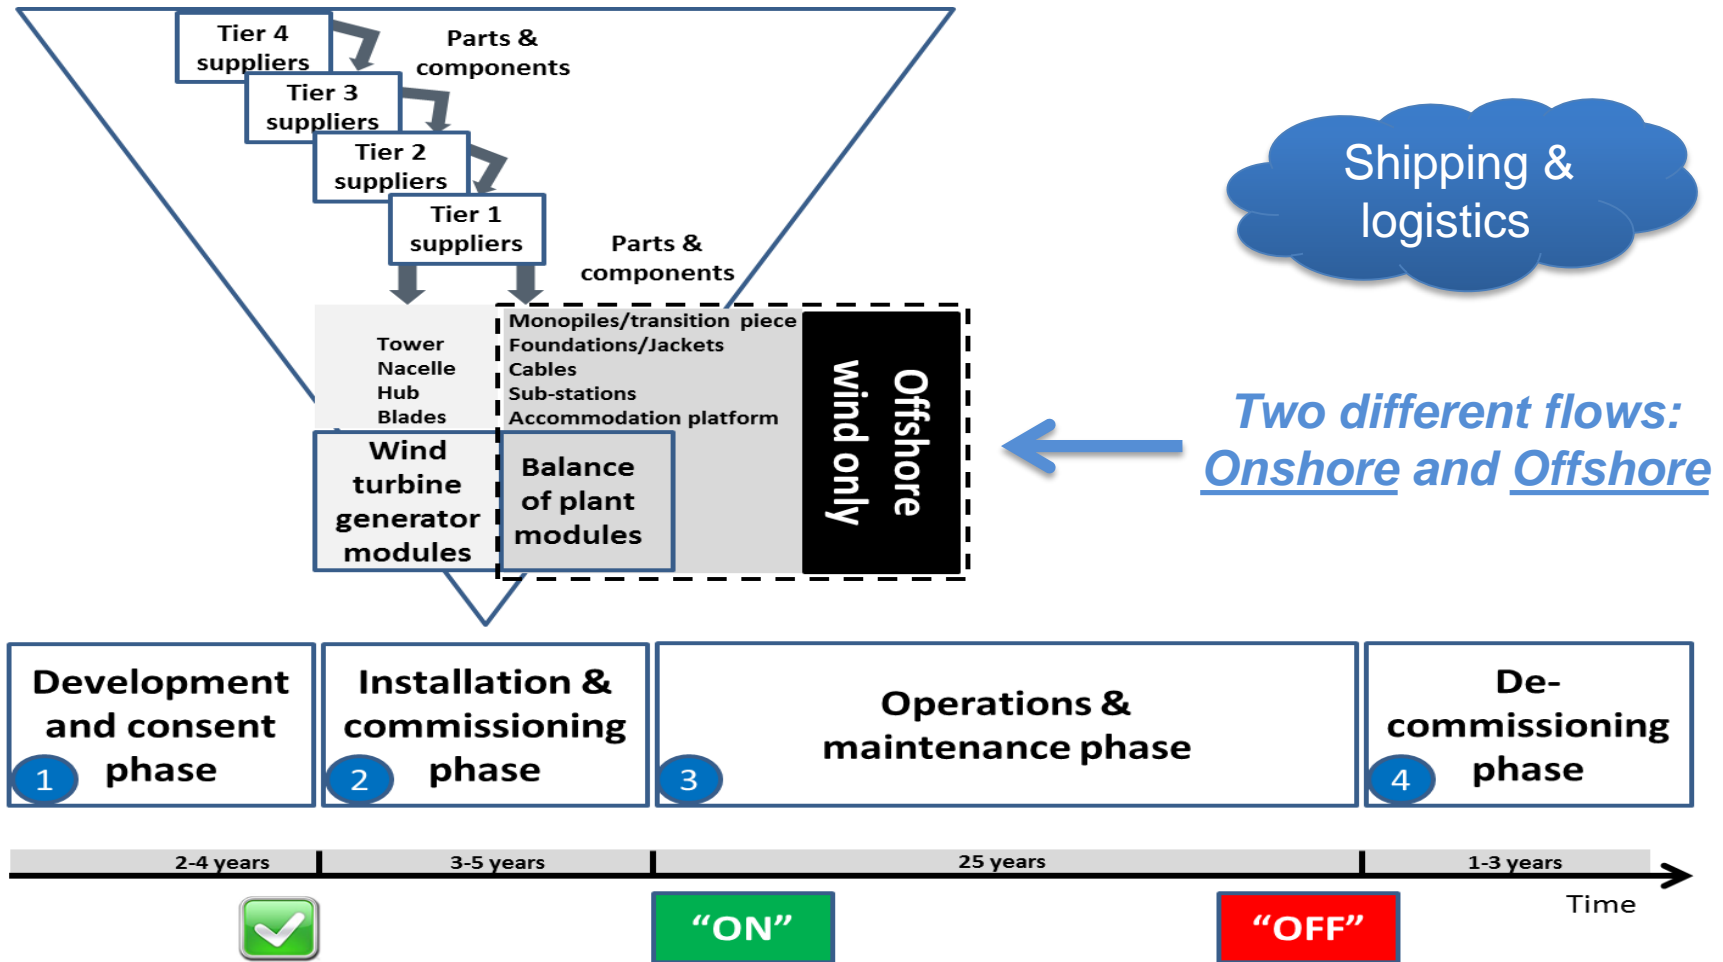 Tier 4
suppliers
Parts &
components
Tier 3
suppliers
Tier 2
suppliers
Tier 1
suppliers
Parts &
components
Shipping &
logistics
Tower
Nacelle
Hub
Blades
Monopiles/transition piece
Foundations/Jackets
Cables
Sub-stations
Accommodation platform
Wind
turbine
generator
modules
Balance
of plant
modules
Offshore
wind only
Two different flows:
Onshore and Offshore
Development
and consent
phase
1
Installation &
commissioning
phase
2
Operations &
maintenance phase
3
De-
commissioning
phase
4
2-4 years
3-5 years
25 years
1-3 years
Time
“ON”
“OFF”